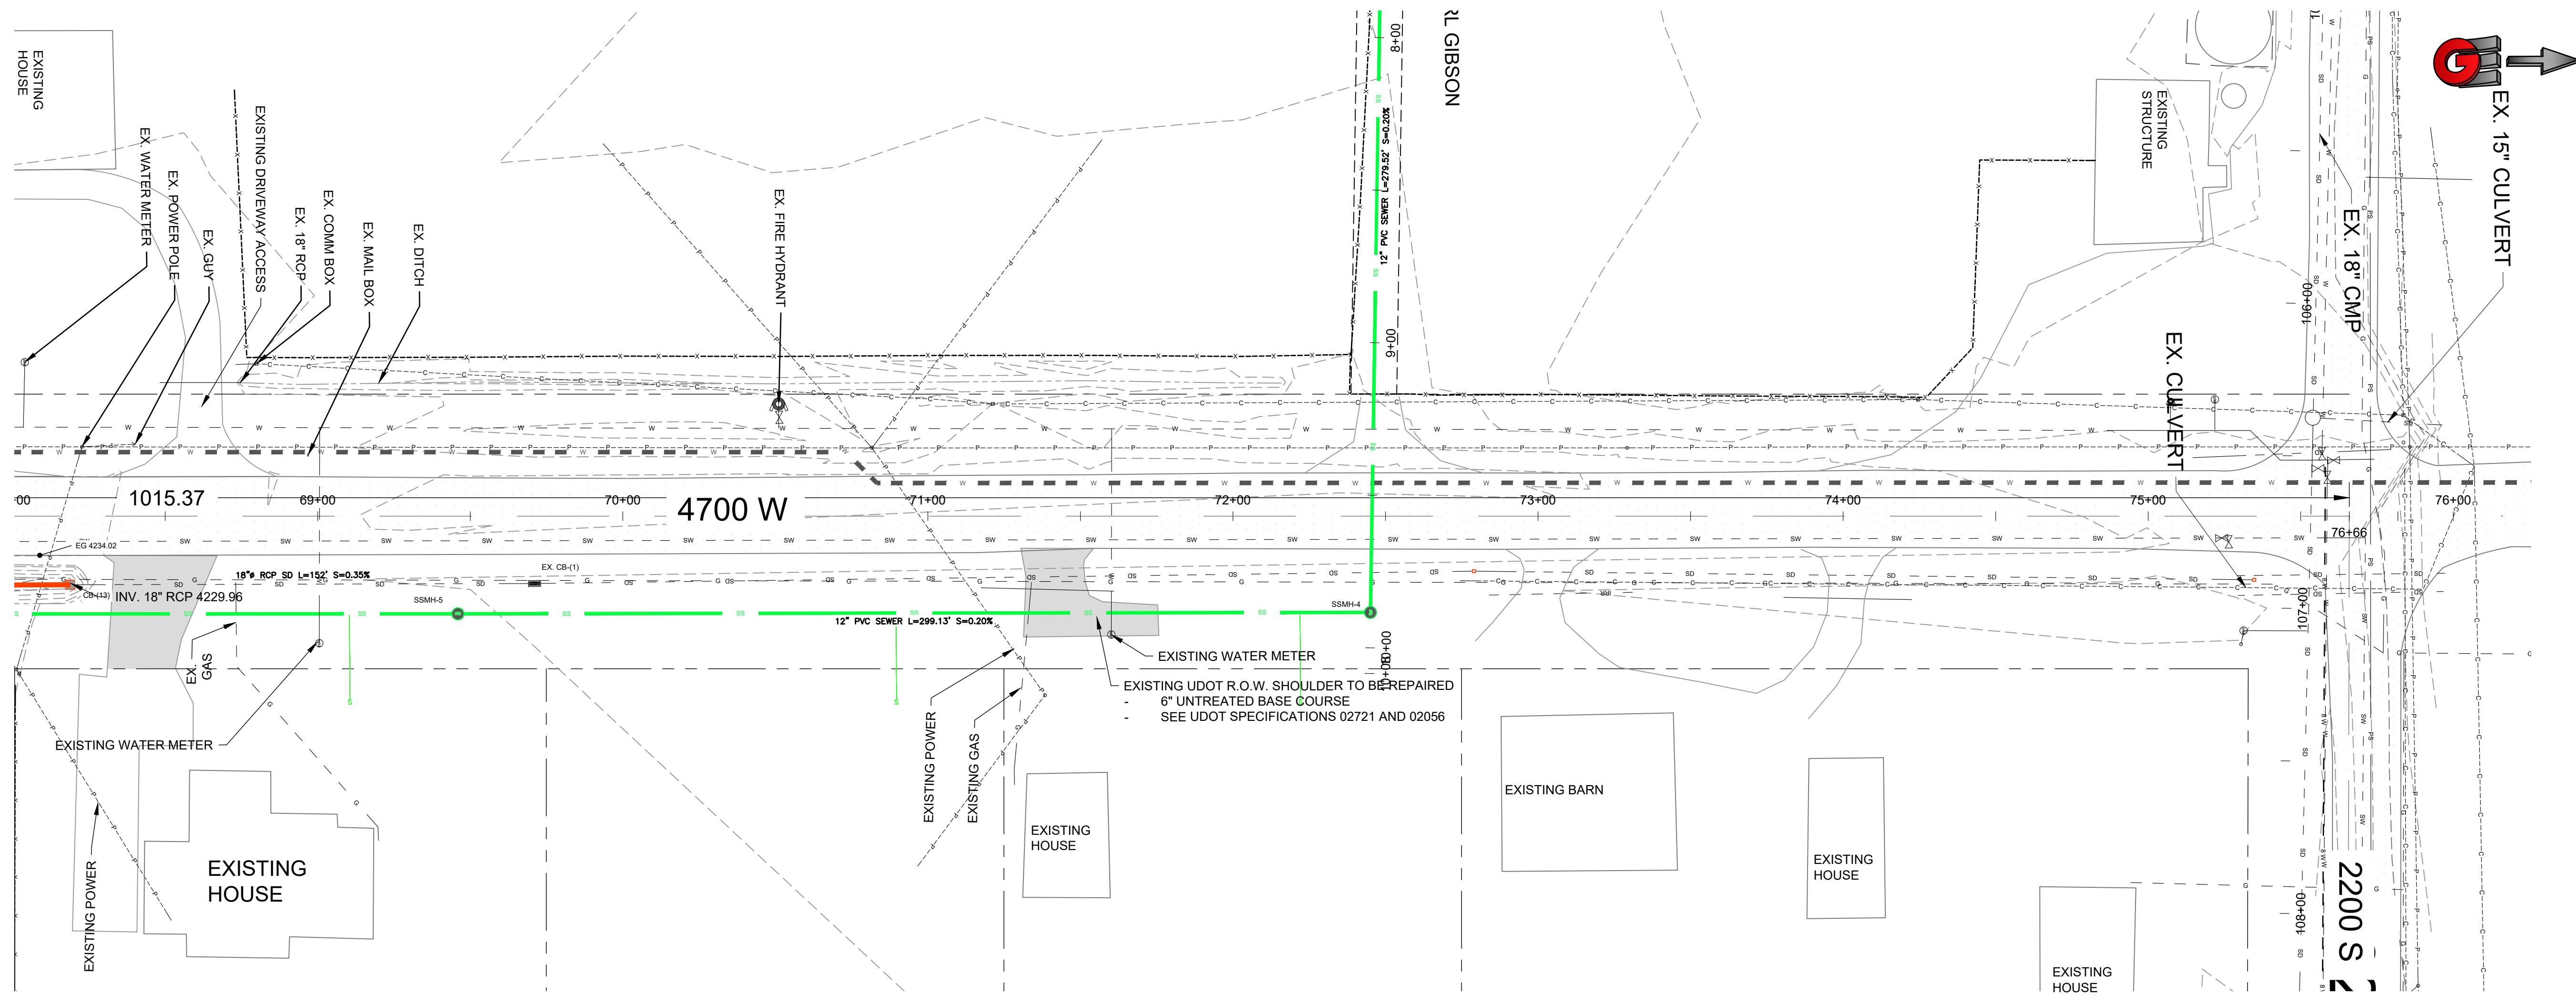 EXISTING
HOUSE
EX. WATER METER
EX. POWER POLE
EX. GUY
EXISTING DRIVEWAY ACCESS
EX. 18" RCP
EX. COMM BOX
EX. MAIL BOX
EX. DITCH
EX. FIRE HYDRANT
8+00
RL GIBSON
12" PVC SEWER L=279.52' S=0.20%
9+00
EXISTING
STRUCTURE
G
EX. 15" CULVERT
EX. 18" CMP
106+00
EX. CULVERT
00
1015.37
69+00
70+00
4700 W
71+00
72+00
73+00
74+00
75+00
76+00
76+66
EG 4234.02
18"ø RCP SD L=152' S=0.35%
EX. CB-(1)
CB-(13)
INV. 18" RCP 4229.96
SSMH-5
SSMH-4
12" PVC SEWER L=299.13' S=0.20%
107+00
10+00
EX.
GAS
EXISTING WATER METER
EXISTING UDOT R.O.W. SHOULDER TO BE REPAIRED
- 6" UNTREATED BASE COURSE
- SEE UDOT SPECIFICATIONS 02721 AND 02056
EXISTING WATER METER
EXISTING POWER
EXISTING GAS
EXISTING POWER
EXISTING
HOUSE
EXISTING
HOUSE
EXISTING BARN
EXISTING
HOUSE
EXISTING
HOUSE
108+00
2200 S